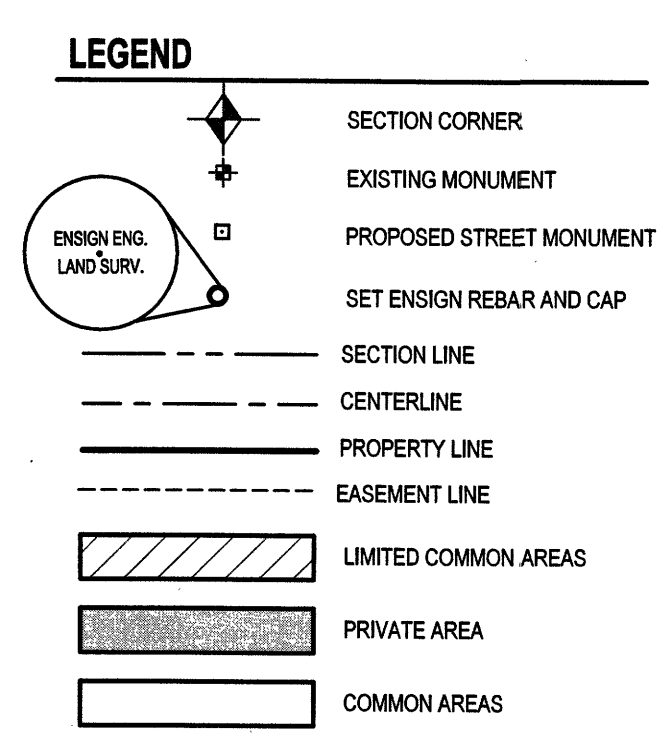 LEGEND
SECTION CORNER
EXISTING MONUMENT
PROPOSED STREET MONUMENT
ENSIGN ENG.
LAND SURV.
SET ENSIGN REBAR AND CAP
SECTION LINE
CENTERLINE
PROPERTY LINE
EASEMENT LINE
LIMITED COMMON AREAS
PRIVATE AREA
COMMON AREAS